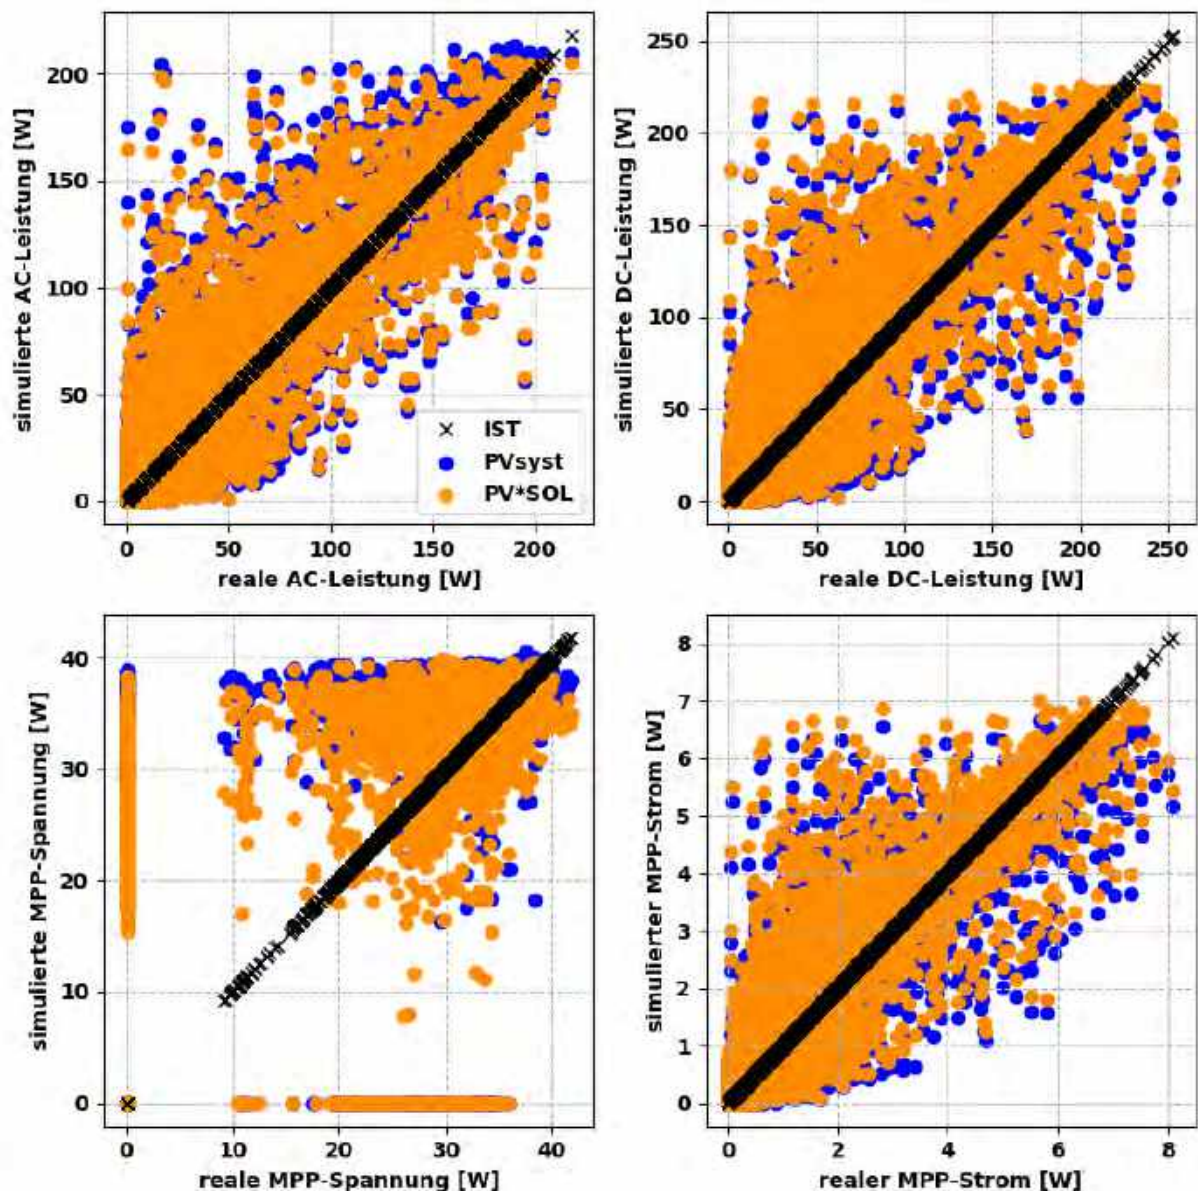 simulierte AC-Leistung [W]
200
150
100
50
0
IST
PVsyst
PV*SOL
0 50 100 150 200
reale AC-Leistung [W]
simulierte DC-Leistung [W]
250
200
150
100
50
0
0 50 100 150 200 250
reale DC-Leistung [W]
simulierte MPP-Spannung [W]
40
30
20
10
0
0 10 20 30 40
reale MPP-Spannung [W]
simulierter MPP-Strom [W]
8
7
6
5
4
3
2
1
0
0 2 4 6 8
realer MPP-Strom [W]